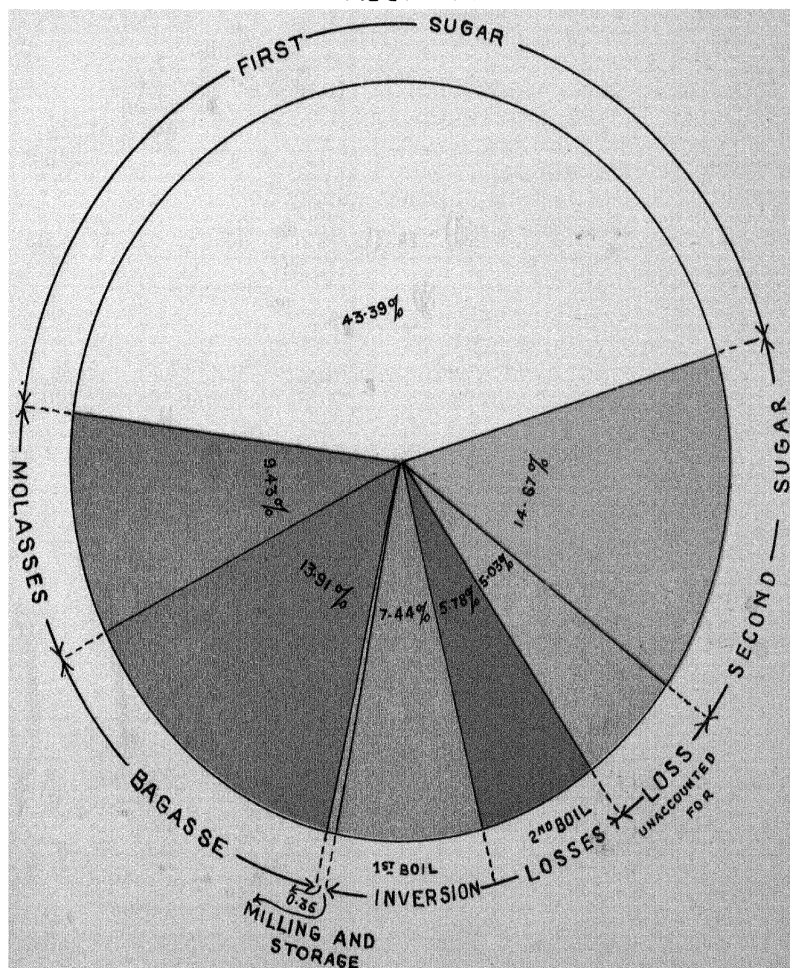 FIRST SUGAR
43·39%
SECOND SUGAR
14·67%
MOLASSES
9·43%
13·91%
7·44%
5·78%
5·03%
BAGASSE
0·36
MILLING AND
STORAGE
1ST BOIL
2ND BOIL
INVERSION LOSSES
LOSS
UNACCOUNTED
FOR